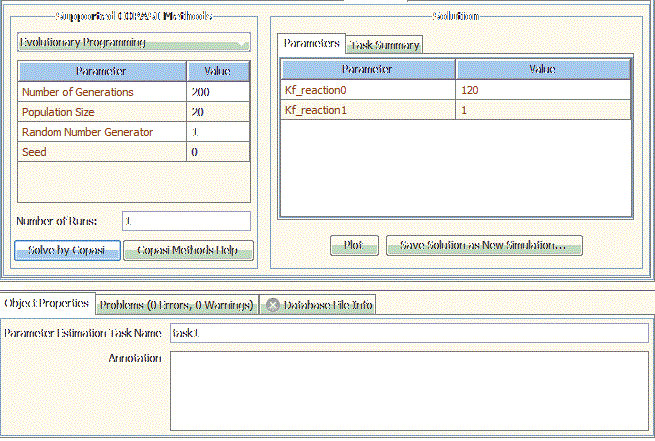 Supported COPASI Methods
Evolutionary Programming
Parameter Value
Number of Generations 200
Population Size 20
Random Number Generator 1
Seed 0
Number of Runs: 1
Solve by Copasi Copasi Methods Help
Solution
Parameters Task Summary
Parameter Value
Kf_reaction0 120
Kf_reaction1 1
Plot Save Solution as New Simulation...
Object Properties Problems (0 Errors, 0 Warnings) Database File Info
Parameter Estimation Task Name task1
Annotation